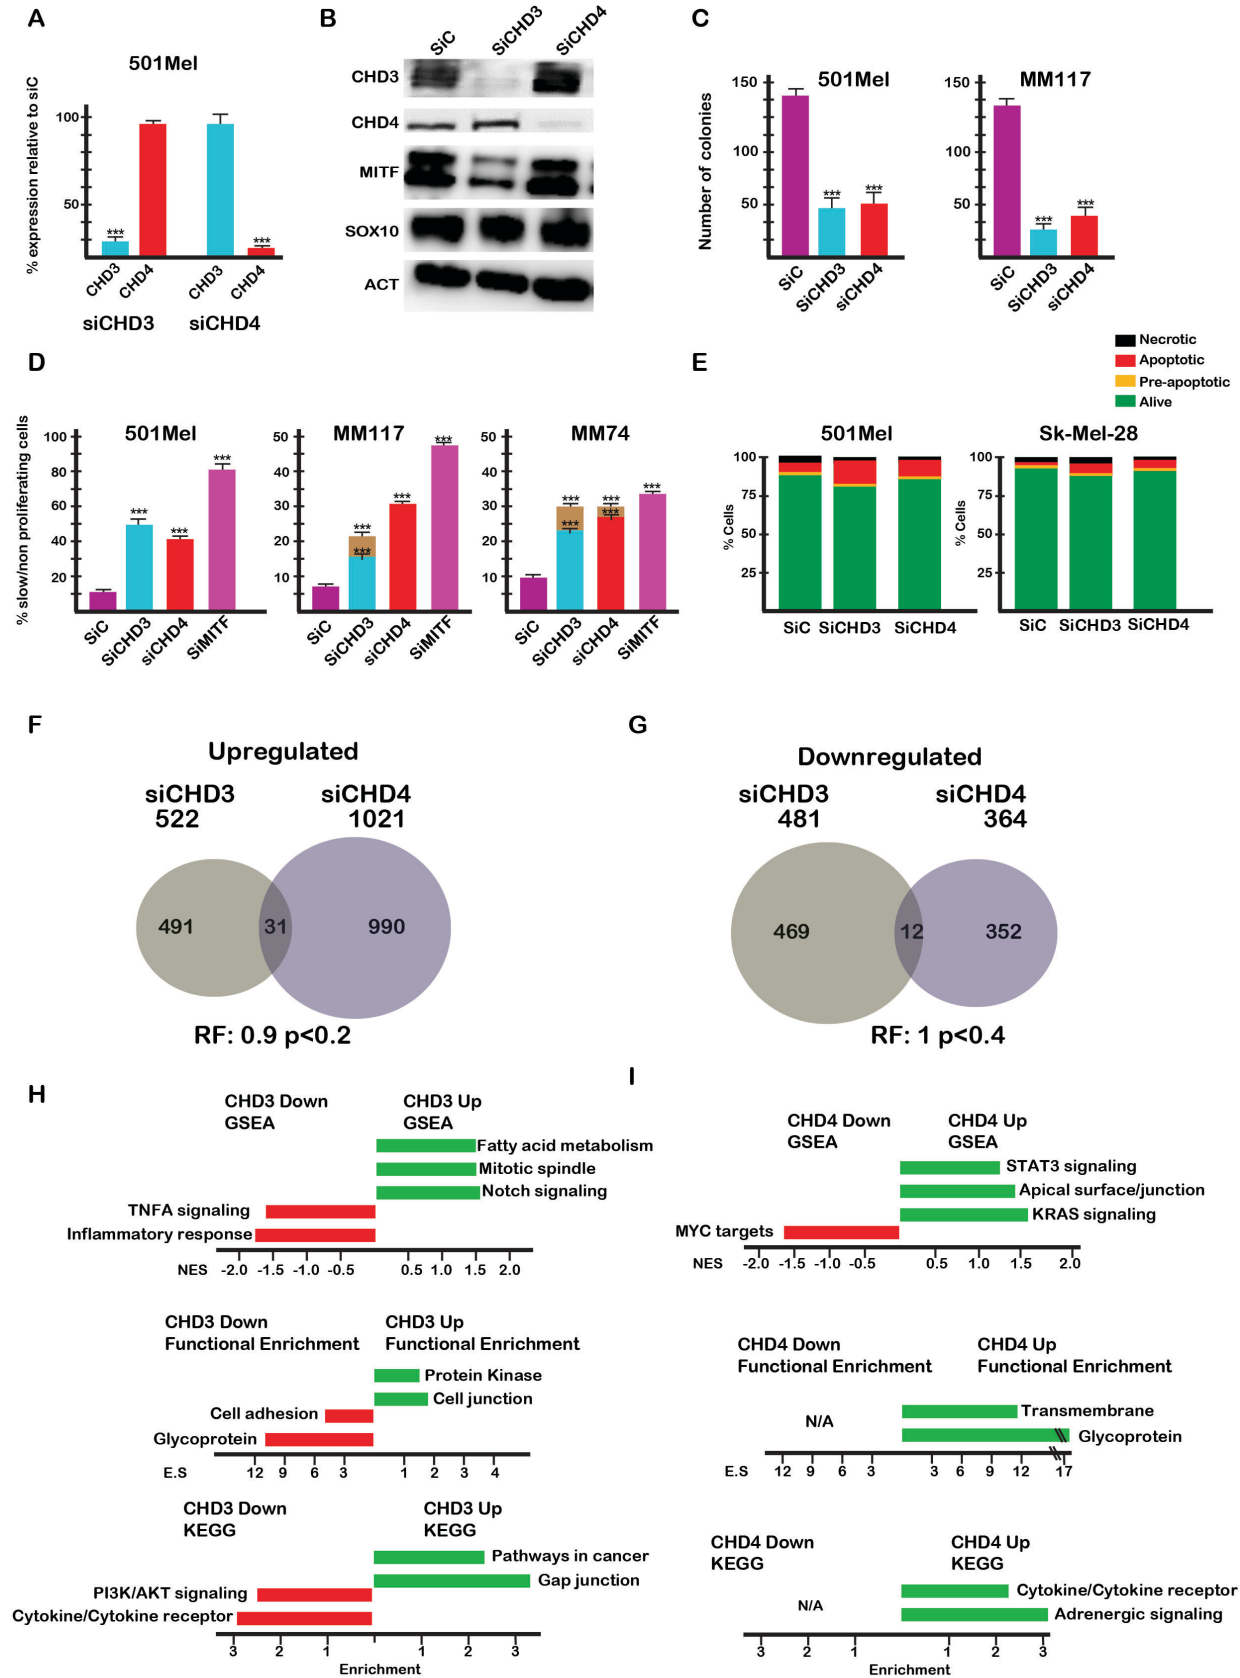 A
501Mel
% expression relative to siC
100
50
***
***
CHD3
CHD4
CHD3
CHD4
siCHD3
siCHD4
B
SiC
SiCHD3
SiCHD4
CHD3
CHD4
MITF
SOX10
ACT
C
501Mel
MM117
Number of colonies
150
100
50
***
***
SiC
SiCHD3
siCHD4
150
100
50
***
***
SiC
SiCHD3
siCHD4
D
% slow/non proliferating cells
501Mel
100
80
60
40
20
***
***
***
SiC
SiCHD3
siCHD4
SiMITF
MM117
50
40
30
20
10
***
***
***
***
SiC
SiCHD3
siCHD4
SiMITF
MM74
50
40
30
20
10
***
***
***
***
***
SiC
SiCHD3
siCHD4
SiMITF
E
Necrotic
Apoptotic
Pre-apoptotic
Alive
501Mel
% Cells
100
75
50
25
SiC
SiCHD3
SiCHD4
Sk-Mel-28
% Cells
100
75
50
25
SiC
SiCHD3
SiCHD4
F
Upregulated
siCHD3
522
siCHD4
1021
491
31
990
RF: 0.9 p<0.2
G
Downregulated
siCHD3
481
siCHD4
364
469
12
352
RF: 1 p<0.4
H
CHD3 Down
GSEA
CHD3 Up
GSEA
Fatty acid metabolism
Mitotic spindle
Notch signaling
TNFA signaling
Inflammatory response
NES
-2.0 -1.5 -1.0 -0.5 0.5 1.0 1.5 2.0
CHD3 Down
Functional Enrichment
CHD3 Up
Functional Enrichment
Protein Kinase
Cell junction
Cell adhesion
Glycoprotein
E.S
12 9 6 3 1 2 3 4
CHD3 Down
KEGG
CHD3 Up
KEGG
Pathways in cancer
Gap junction
PI3K/AKT signaling
Cytokine/Cytokine receptor
3 2 1 1 2 3
Enrichment
I
CHD4 Down
GSEA
CHD4 Up
GSEA
STAT3 signaling
Apical surface/junction
KRAS signaling
MYC targets
NES
-2.0 -1.5 -1.0 -0.5 0.5 1.0 1.5 2.0
CHD4 Down
Functional Enrichment
CHD4 Up
Functional Enrichment
N/A
Transmembrane
Glycoprotein
E.S
12 9 6 3 3 6 9 12 17
CHD4 Down
KEGG
CHD4 Up
KEGG
N/A
Cytokine/Cytokine receptor
Adrenergic signaling
3 2 1 1 2 3
Enrichment